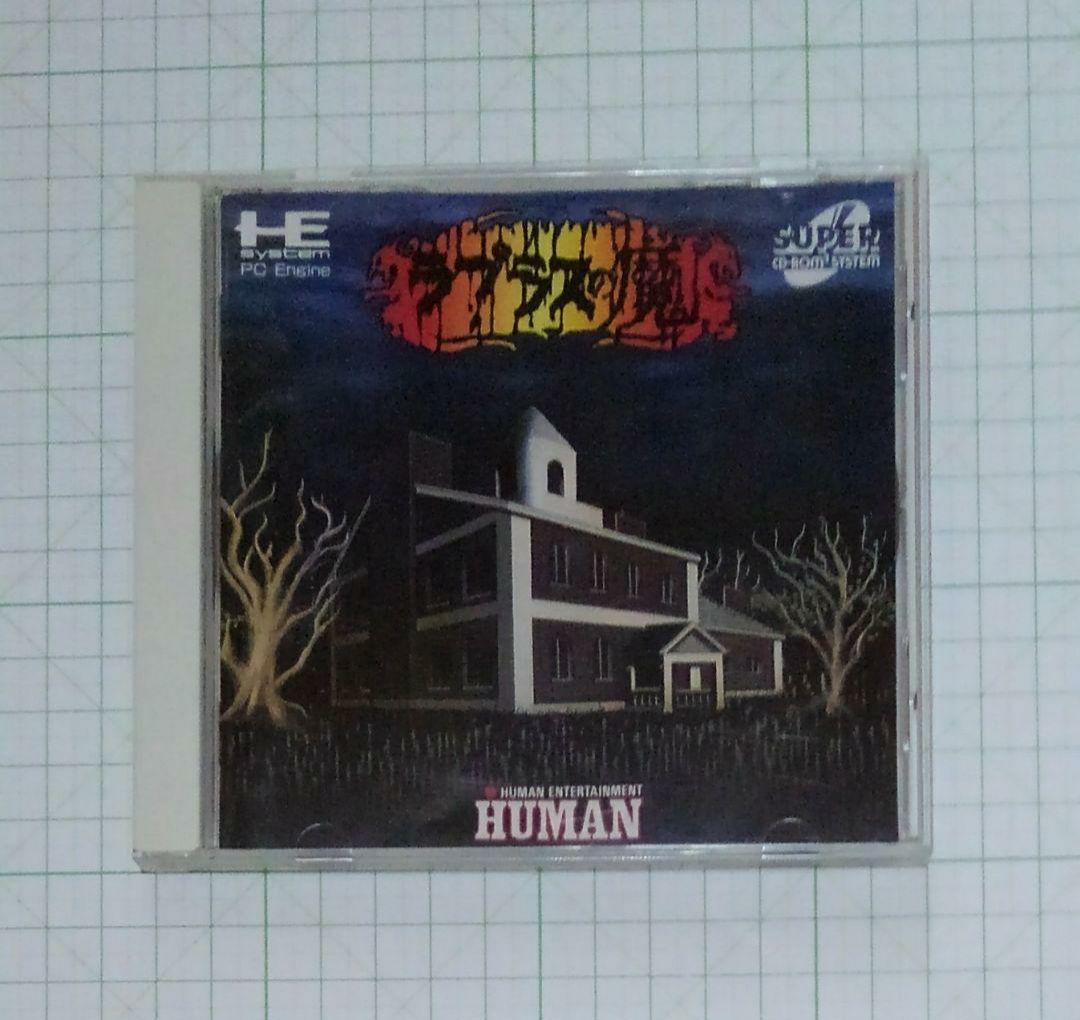 HE
system
PC Engine
ラプラスの魔
SUPER
CD-ROM² SYSTEM
HUMAN ENTERTAINMENT
HUMAN